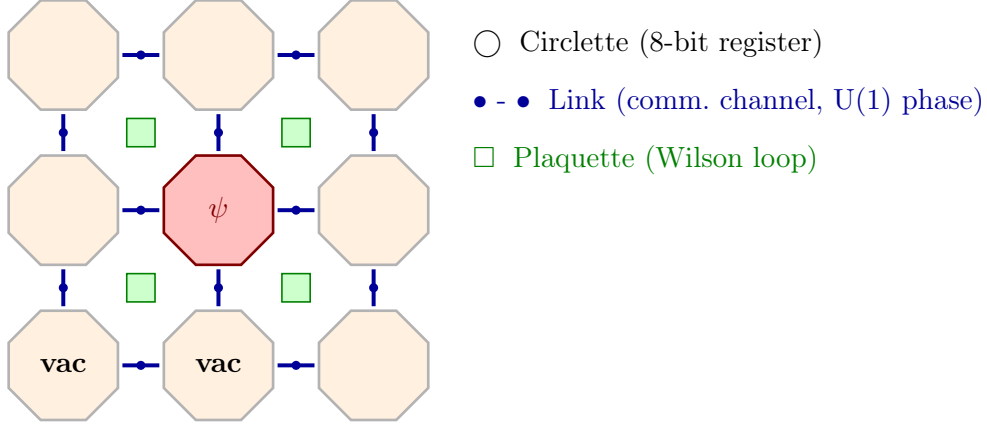 ○ Circlette (8-bit register)
• - • Link (comm. channel, U(1) phase)
□ Plaquette (Wilson loop)
ψ
vac vac